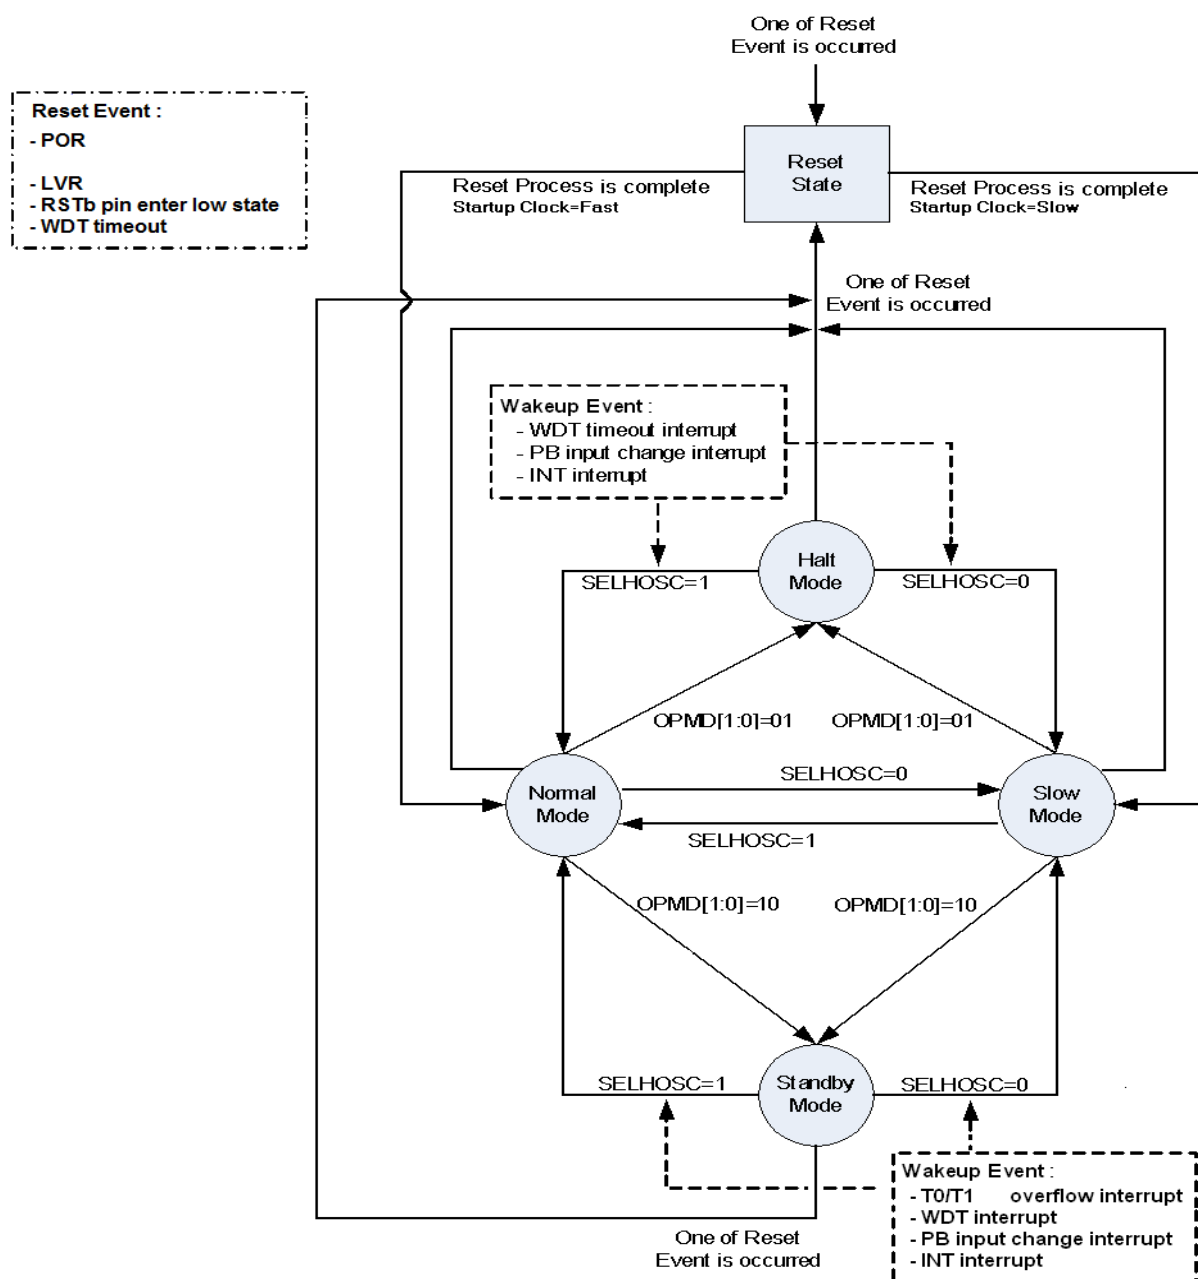 One of Reset
Event is occurred
Reset Event :
- POR
- LVR
- RSTb pin enter low state
- WDT timeout
Reset
State
Reset Process is complete
Startup Clock=Fast
Reset Process is complete
Startup Clock=Slow
One of Reset
Event is occurred
Wakeup Event :
- WDT timeout interrupt
- PB input change interrupt
- INT interrupt
Halt
Mode
SELHOSC=1
SELHOSC=0
OPMD[1:0]=01
OPMD[1:0]=01
Normal
Mode
SELHOSC=0
SELHOSC=1
Slow
Mode
OPMD[1:0]=10
OPMD[1:0]=10
SELHOSC=1
Standby
Mode
SELHOSC=0
Wakeup Event :
- T0/T1 overflow interrupt
- WDT interrupt
- PB input change interrupt
- INT interrupt
One of Reset
Event is occurred